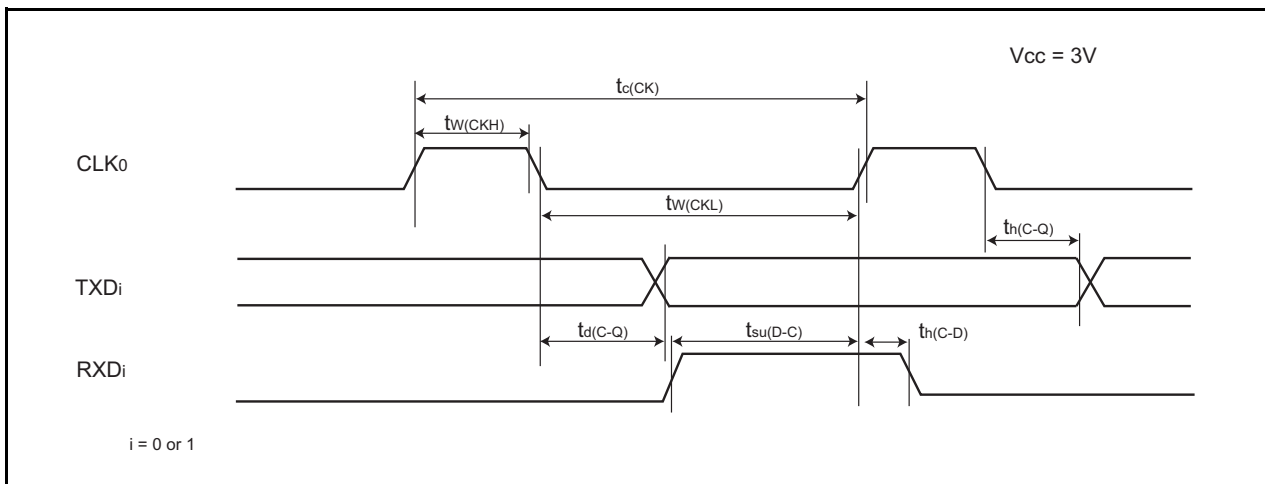 Vcc = 3V
tc(CK)
tW(CKH)
CLK0
tW(CKL)
th(C-Q)
TXDi
td(C-Q)
tsu(D-C)
th(C-D)
RXDi
i = 0 or 1